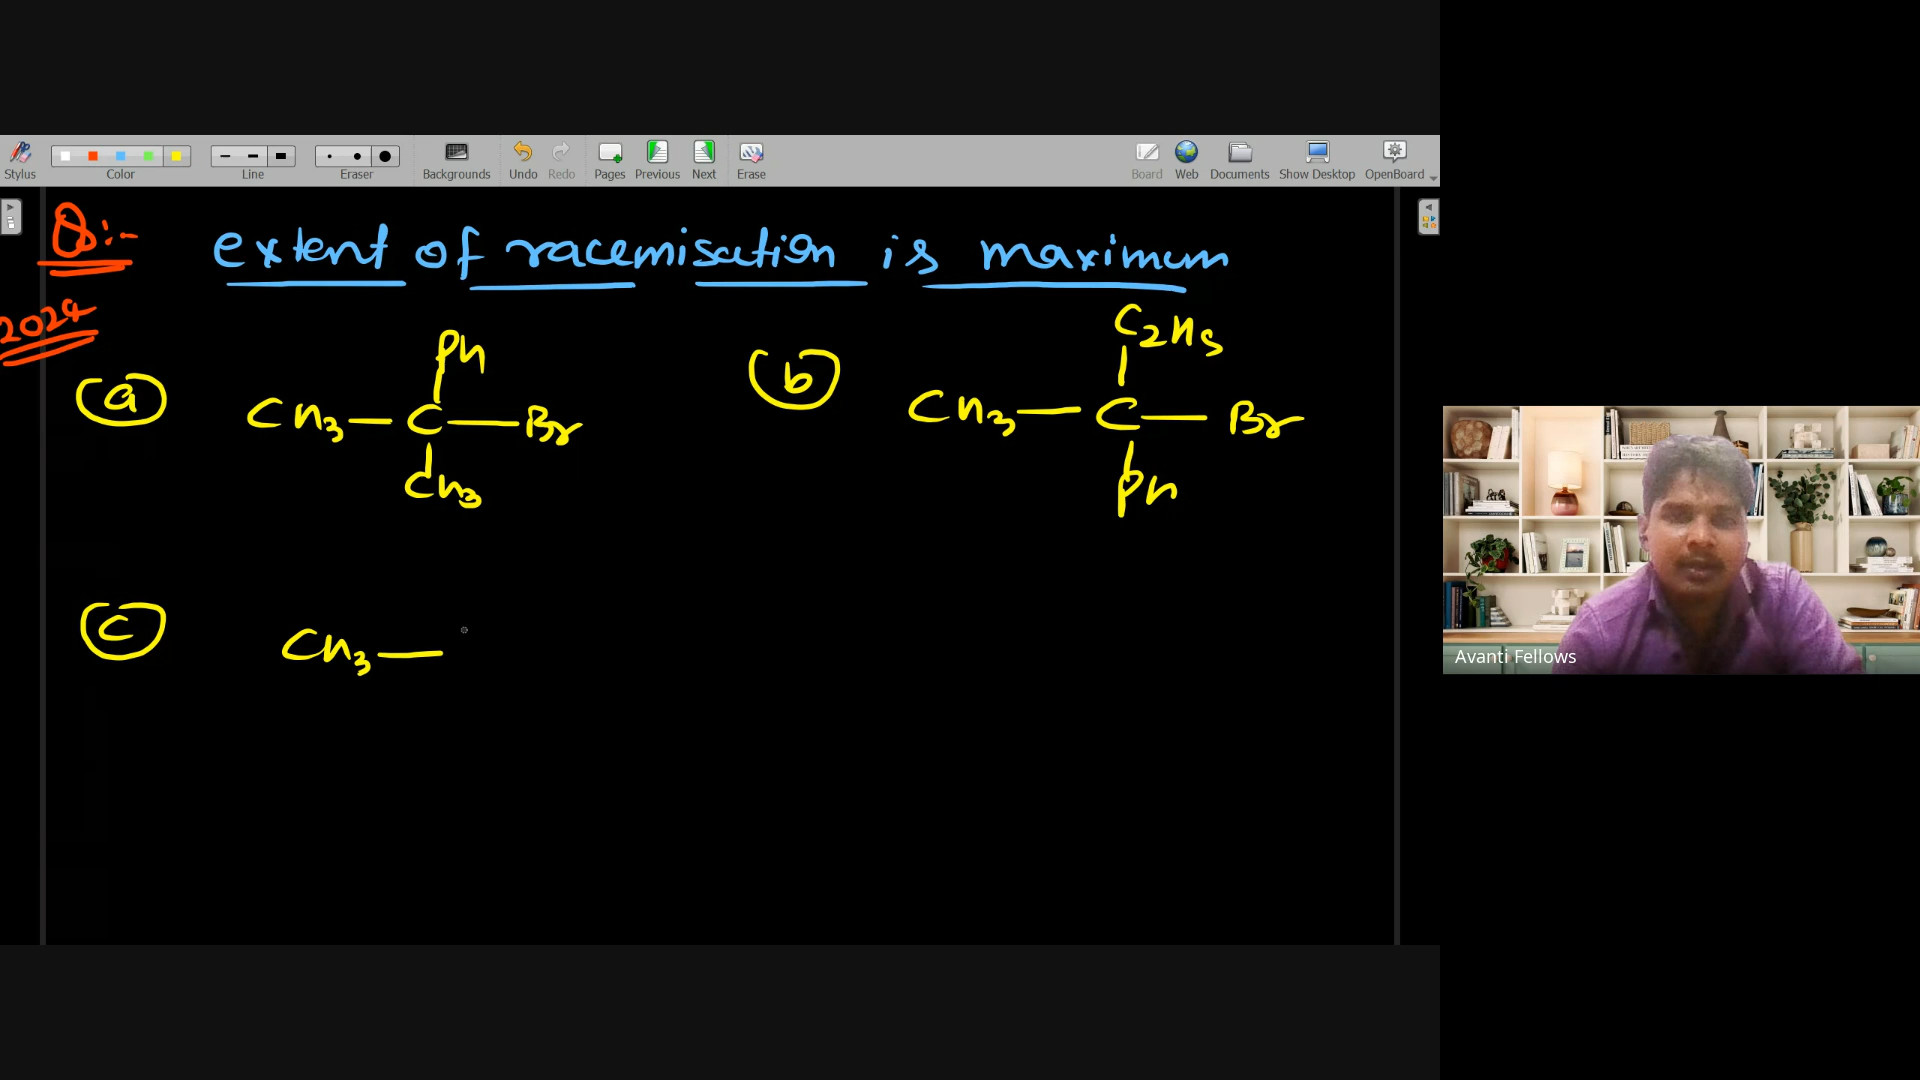 Stylus Color Line Eraser Backgrounds Undo Redo Pages Previous Next Erase Board Web Documents Show Desktop OpenBoard
Q:- extent of racemisation is maximum
2024
(a)
Ph
CH3—C—Br
CH3
(b)
C2H5
CH3—C—Br
Ph
(c) CH3—
Avanti Fellows